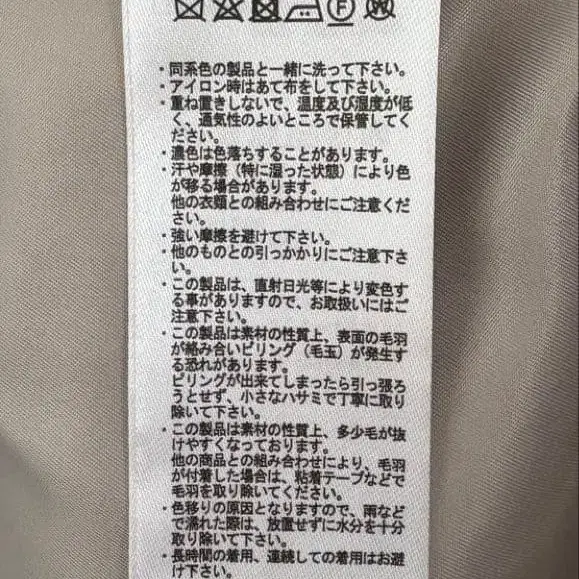 F W
・同系色の製品と一緒に洗って下さい。
・アイロン時はあて布をして下さい。
・重ね置きしないで、温度及び湿度が低
く、通気性のよいところで保管してく
ださい。
・濃色は色落ちすることがあります。
・汗や摩擦（特に湿った状態）により色
が移る場合があります。
他の衣類との組み合わせにご注意くだ
さい。
・強い摩擦を避けて下さい。
・他のものとの引っかかりにご注意下さ
い。
・この製品は、直射日光等により変色す
る事がありますので、お取扱いにはご
注意下さい。
・この製品は素材の性質上、表面の毛羽
が絡み合いピリング（毛玉）が発生す
る恐れがあります。
ピリングが出来てしまったら引っ張ろ
うとせず、小さなハサミで丁寧に取り
除いて下さい。
・この製品は素材の性質上、多少毛が抜
けやすくなっております。
他の商品との組み合わせにより、毛羽
が付着した場合は、粘着テープなどで
毛羽を取り除いてください。
・色移りの原因となりますので、雨など
で濡れた際は、放置せずに水分を十分
取り除いて下さい。
・長時間の着用、連続しての着用はお避
け下さい。